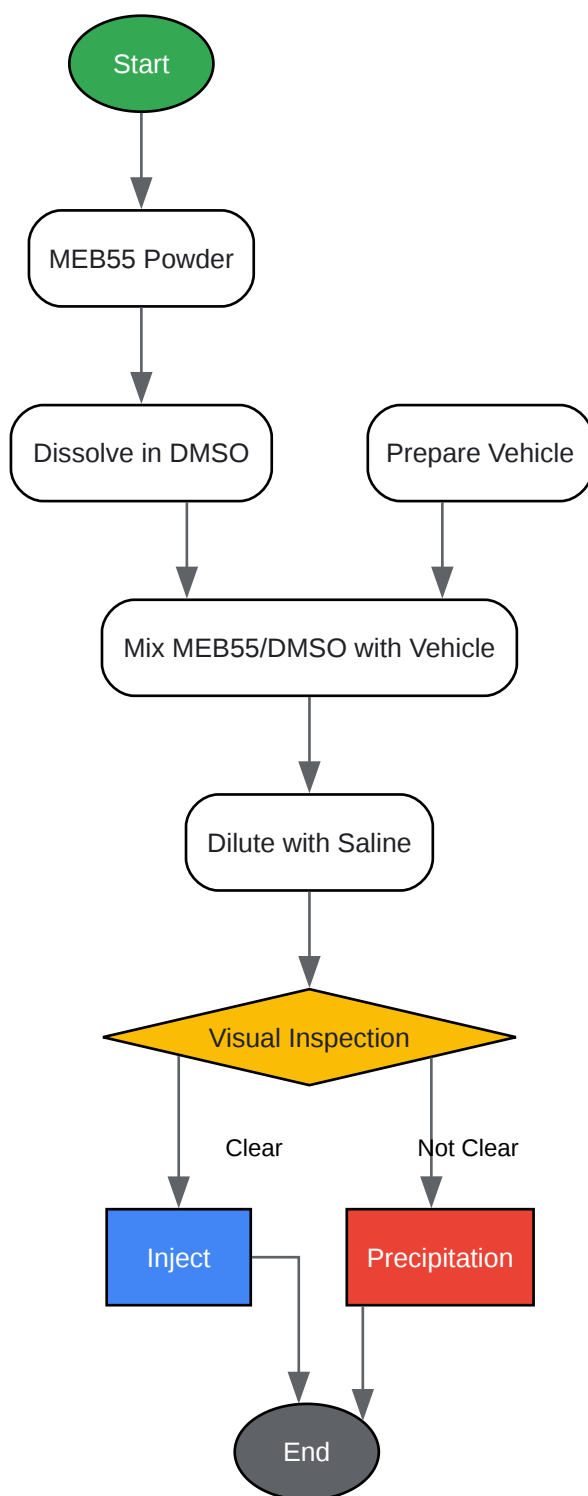 Start
MEB55 Powder
Dissolve in DMSO
Prepare Vehicle
Mix MEB55/DMSO with Vehicle
Dilute with Saline
Visual Inspection
Clear
Not Clear
Inject
Precipitation
End